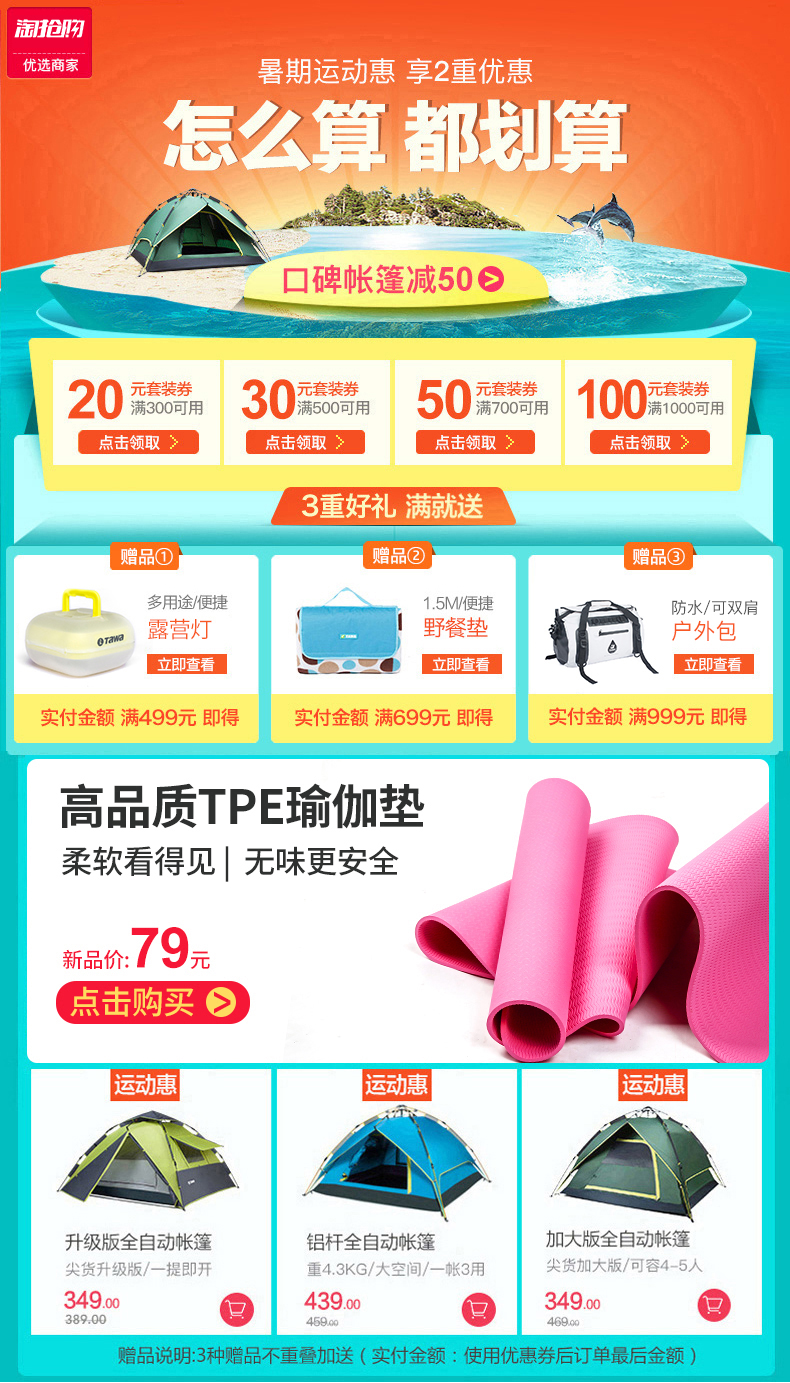 淘抢购
优选商家
暑期运动惠 享2重优惠
怎么算 都划算
口碑帐篷减50 >
20 元套装券 满300可用
点击领取 >
30 元套装券 满500可用
点击领取 >
50 元套装券 满700可用
点击领取 >
100 元套装券 满1000可用
点击领取 >
3重好礼 满就送
赠品①
多用途/便捷
露营灯
立即查看
Tawa
实付金额 满499元 即得
赠品②
1.5M/便捷
野餐垫
立即查看
实付金额 满699元 即得
赠品③
防水/可双肩
户外包
立即查看
实付金额 满999元 即得
高品质TPE瑜伽垫
柔软看得见 | 无味更安全
新品价:79元
点击购买 >
运动惠
升级版全自动帐篷
尖货升级版/一提即开
349.00
389.00
运动惠
铝杆全自动帐篷
重4.3KG/大空间/一帐3用
439.00
459.00
运动惠
加大版全自动帐篷
尖货加大版/可容4-5人
349.00
469.00
赠品说明:3种赠品不重叠加送（实付金额：使用优惠券后订单最后金额）